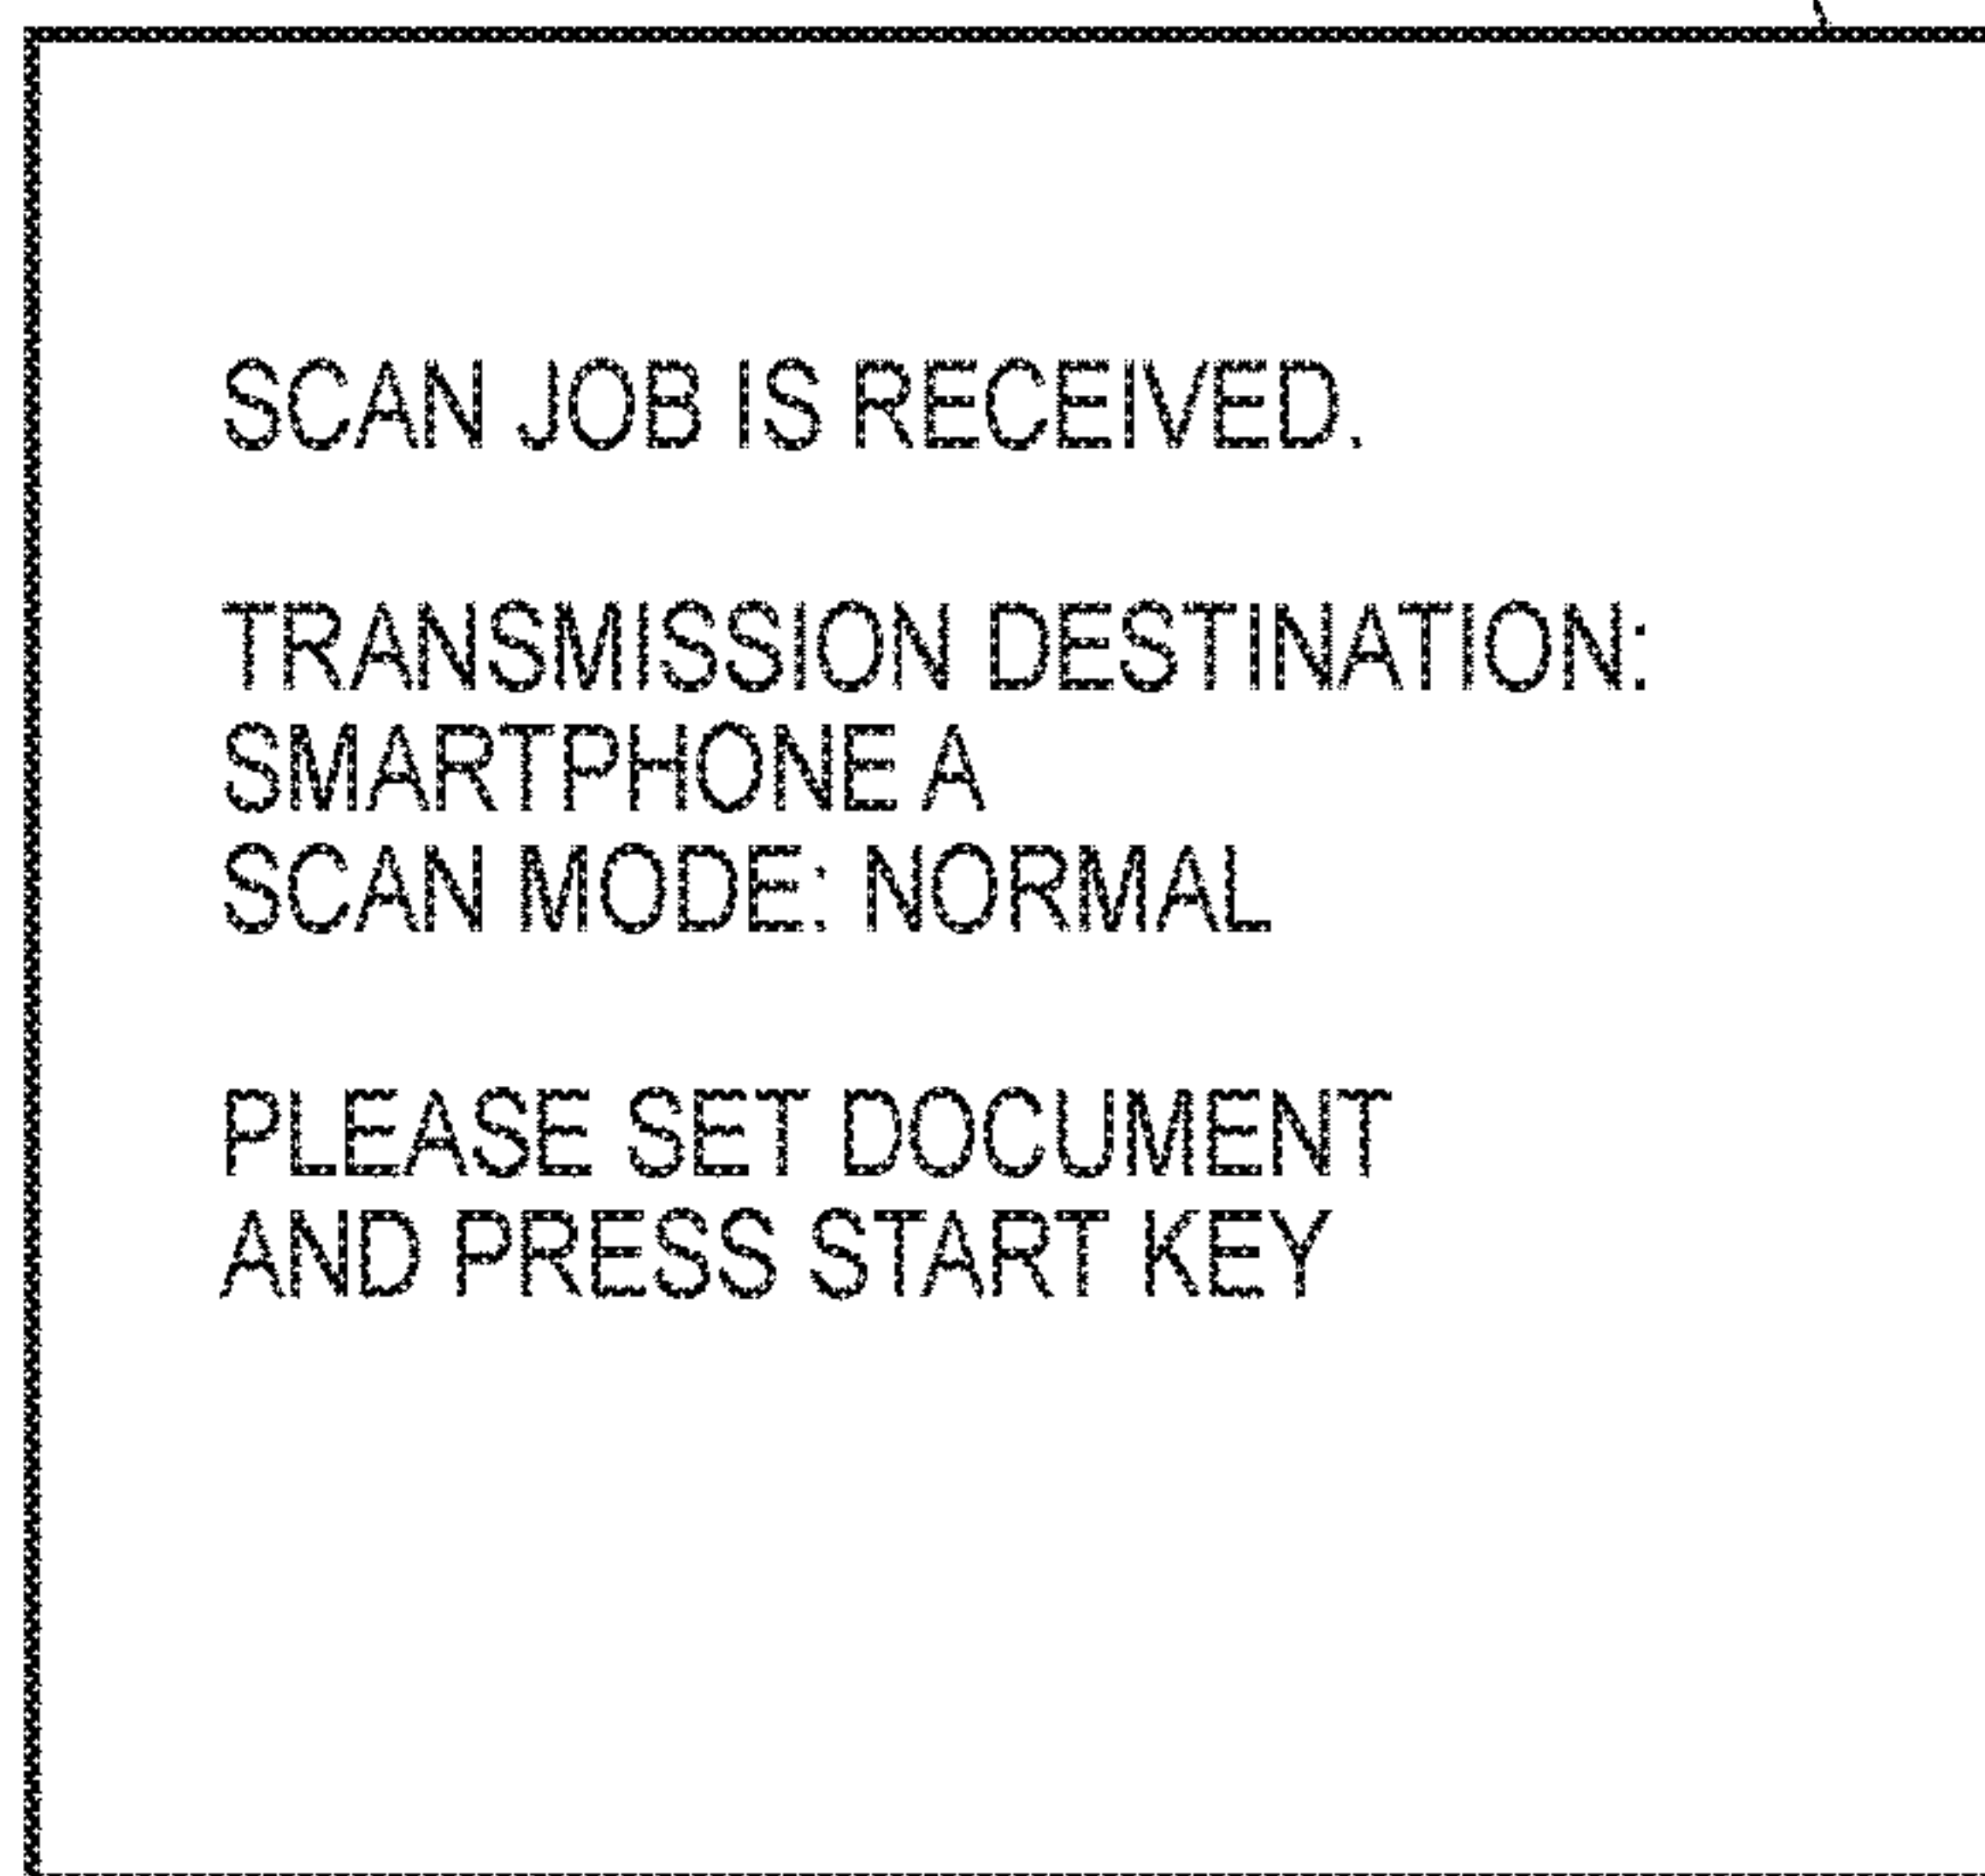 SCAN JOB IS RECEIVED.
TRANSMISSION DESTINATION:
SMARTPHONE A
SCAN MODE: NORMAL
PLEASE SET DOCUMENT
AND PRESS START KEY